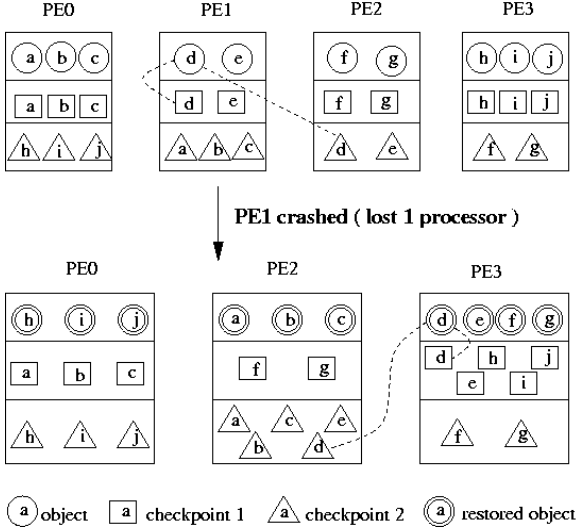 PE0 PE1 PE2 PE3
a b c d e f g h i j
a b c d e f g h i j
h i j a b c d e f g
PE1 crashed ( lost 1 processor )
PE0 PE2 PE3
h i j a b c d e f g
a b c f g d h j
e i
h i j a c e f g
b d
a object a checkpoint 1 a checkpoint 2 a restored object